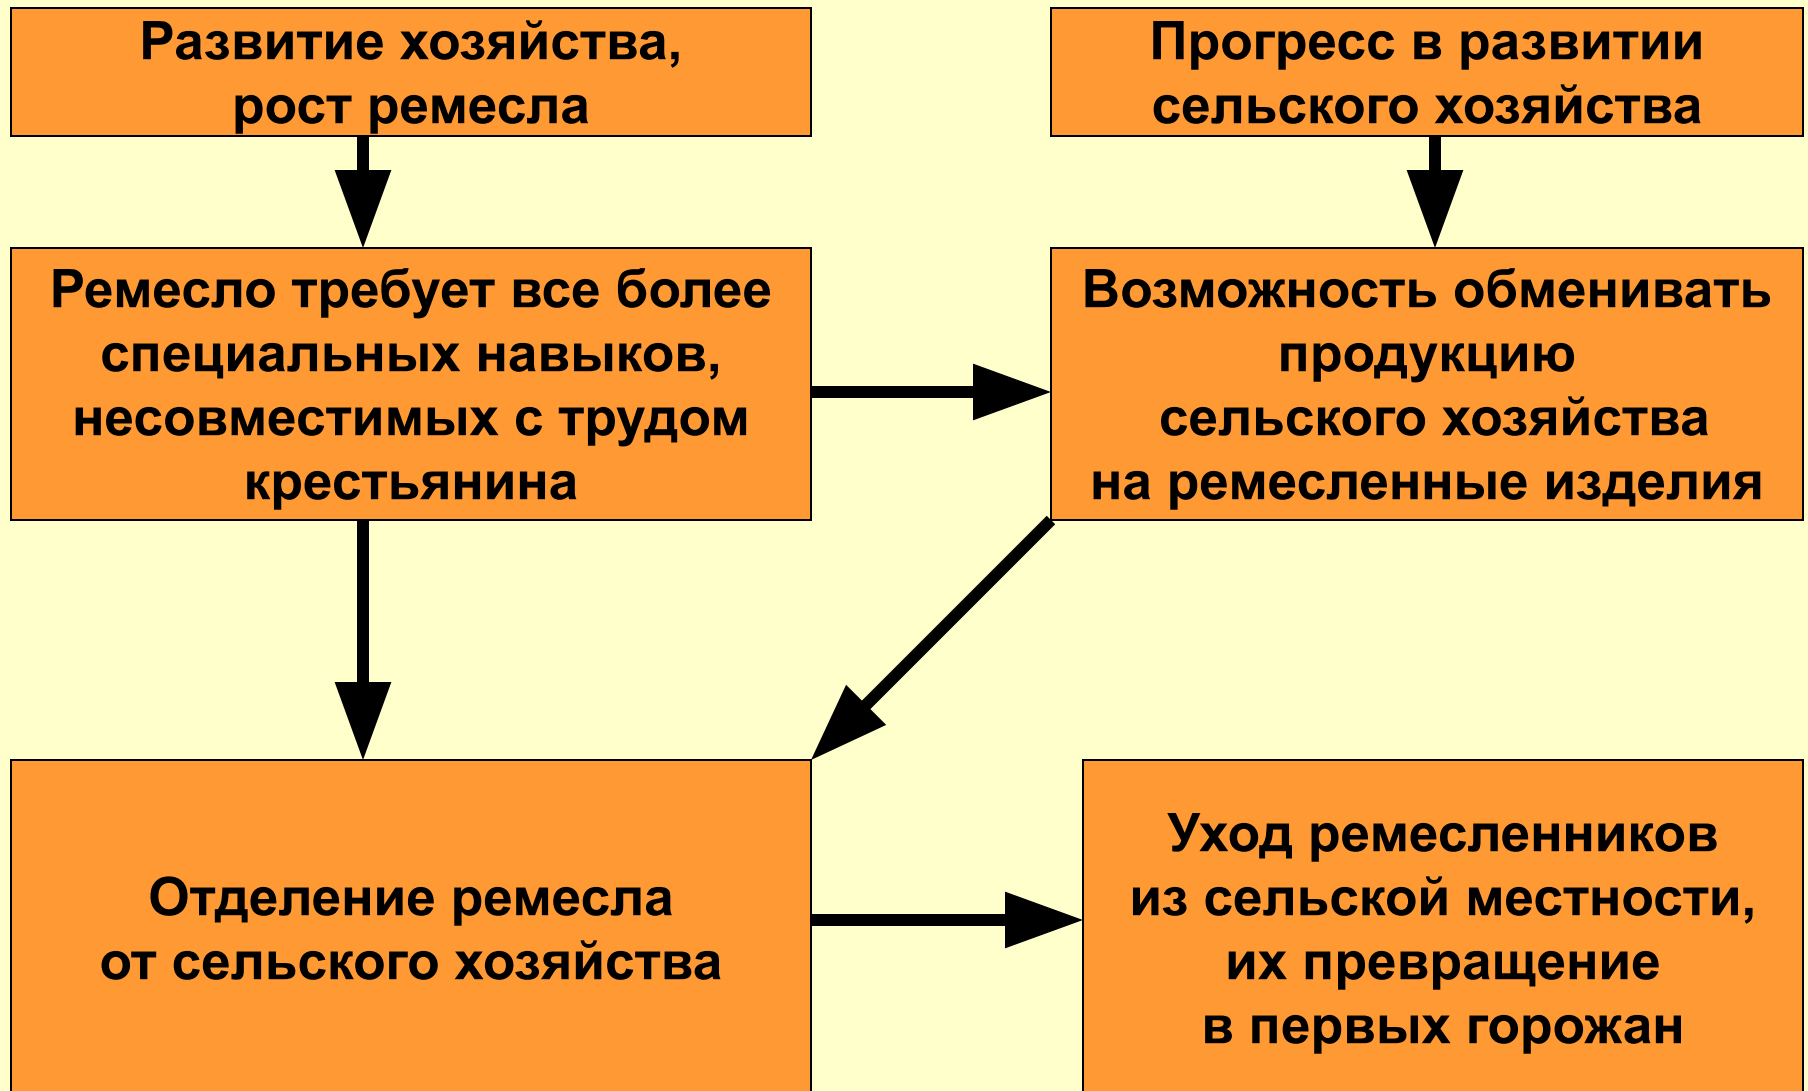 Развитие хозяйства,
рост ремесла
Прогресс в развитии
сельского хозяйства
Ремесло требует все более
специальных навыков,
несовместимых с трудом
крестьянина
Возможность обменивать
продукцию
сельского хозяйства
на ремесленные изделия
Отделение ремесла
от сельского хозяйства
Уход ремесленников
из сельской местности,
их превращение
в первых горожан